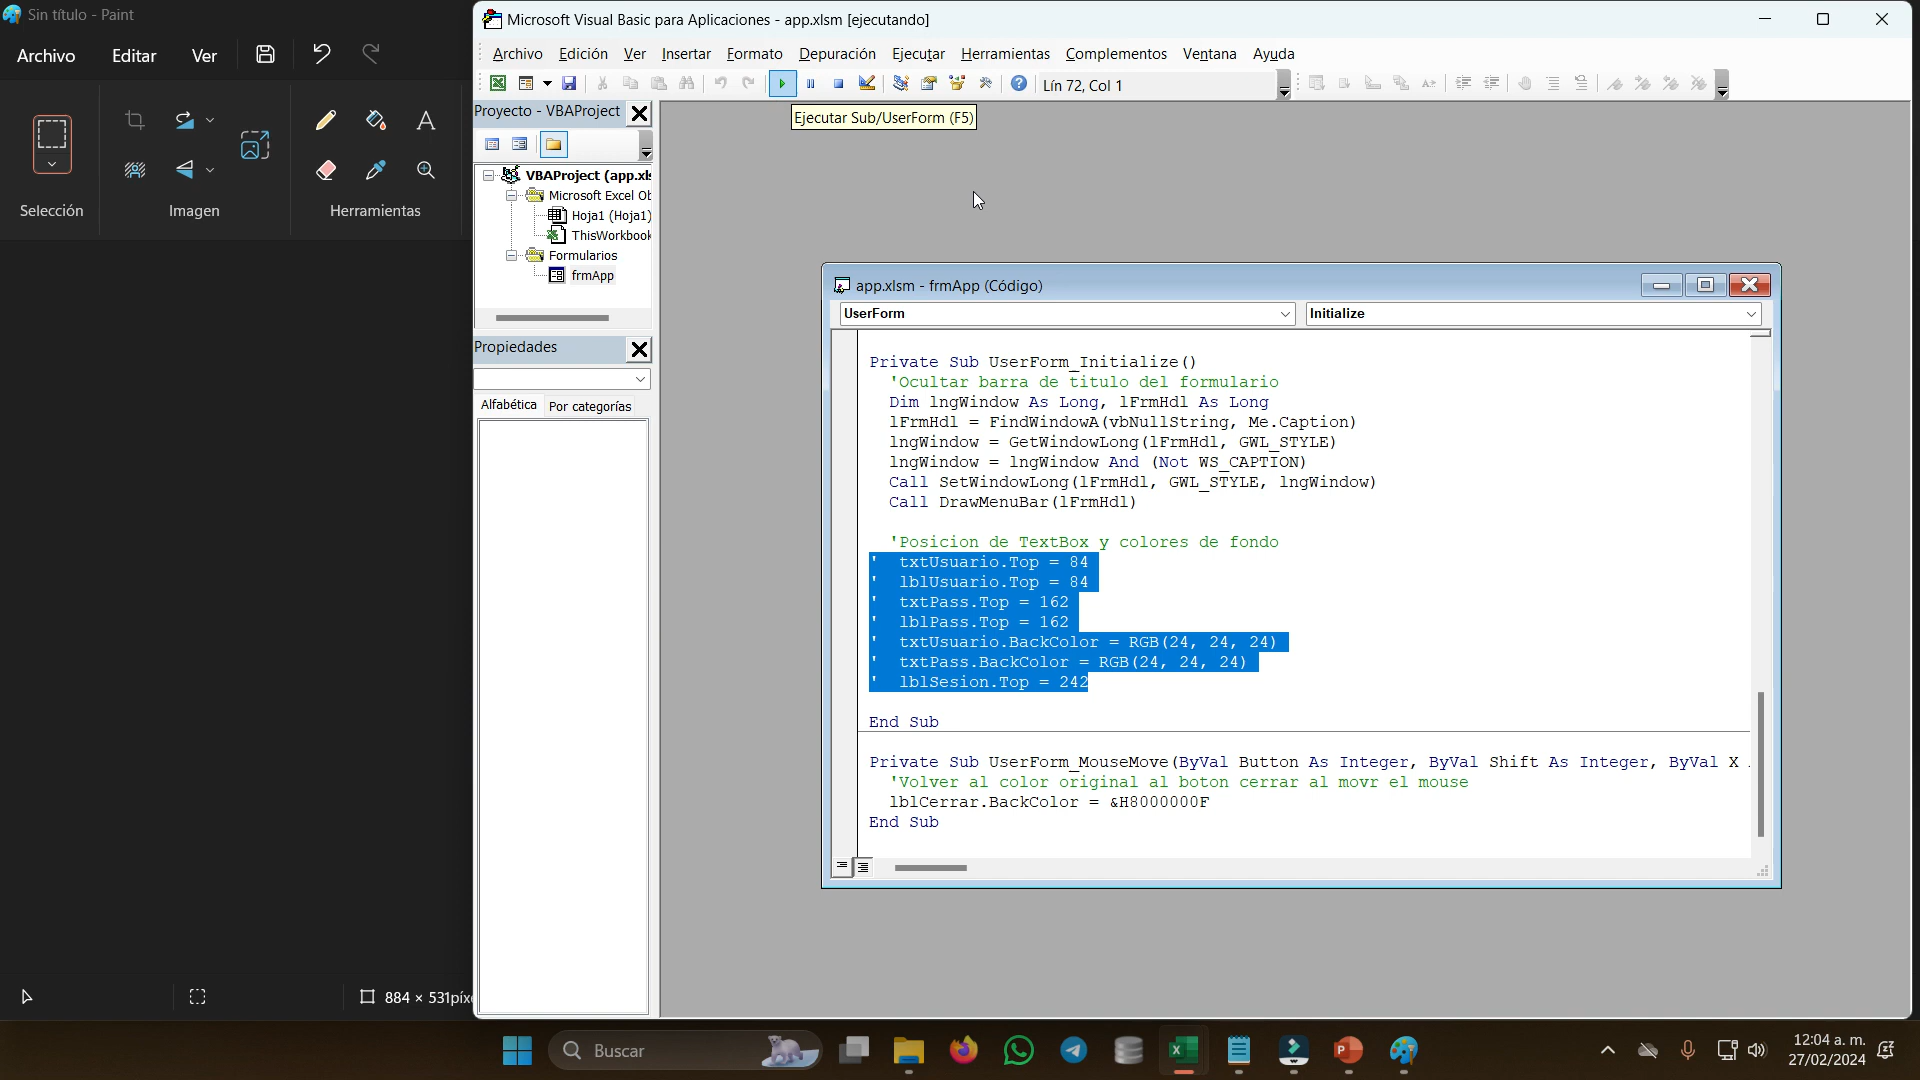 Sin título - Paint
Archivo Editar Ver
Selección Imagen Herramientas
884 × 531píx
Microsoft Visual Basic para Aplicaciones - app.xlsm [ejecutando]
Archivo Edición Ver Insertar Formato Depuración Ejecutar Herramientas Complementos Ventana Ayuda
Lín 72, Col 1
Ejecutar Sub/UserForm (F5)
Proyecto - VBAProject
VBAProject (app.xls
Microsoft Excel Ob
Hoja1 (Hoja1)
ThisWorkbook
Formularios
frmApp
Propiedades
Alfabética Por categorías
app.xlsm - frmApp (Código)
UserForm Initialize
Private Sub UserForm_Initialize()
'Ocultar barra de titulo del formulario
Dim lngWindow As Long, lFrmHdl As Long
lFrmHdl = FindWindowA(vbNullString, Me.Caption)
lngWindow = GetWindowLong(lFrmHdl, GWL_STYLE)
lngWindow = lngWindow And (Not WS_CAPTION)
Call SetWindowLong(lFrmHdl, GWL_STYLE, lngWindow)
Call DrawMenuBar(lFrmHdl)
'Posicion de TextBox y colores de fondo
' txtUsuario.Top = 84
' lblUsuario.Top = 84
' txtPass.Top = 162
' lblPass.Top = 162
' txtUsuario.BackColor = RGB(24, 24, 24)
' txtPass.BackColor = RGB(24, 24, 24)
' lblSesion.Top = 242
End Sub
Private Sub UserForm_MouseMove(ByVal Button As Integer, ByVal Shift As Integer, ByVal X
'Volver al color original al boton cerrar al movr el mouse
lblCerrar.BackColor = &H8000000F
End Sub
Buscar
12:04 a. m.
27/02/2024